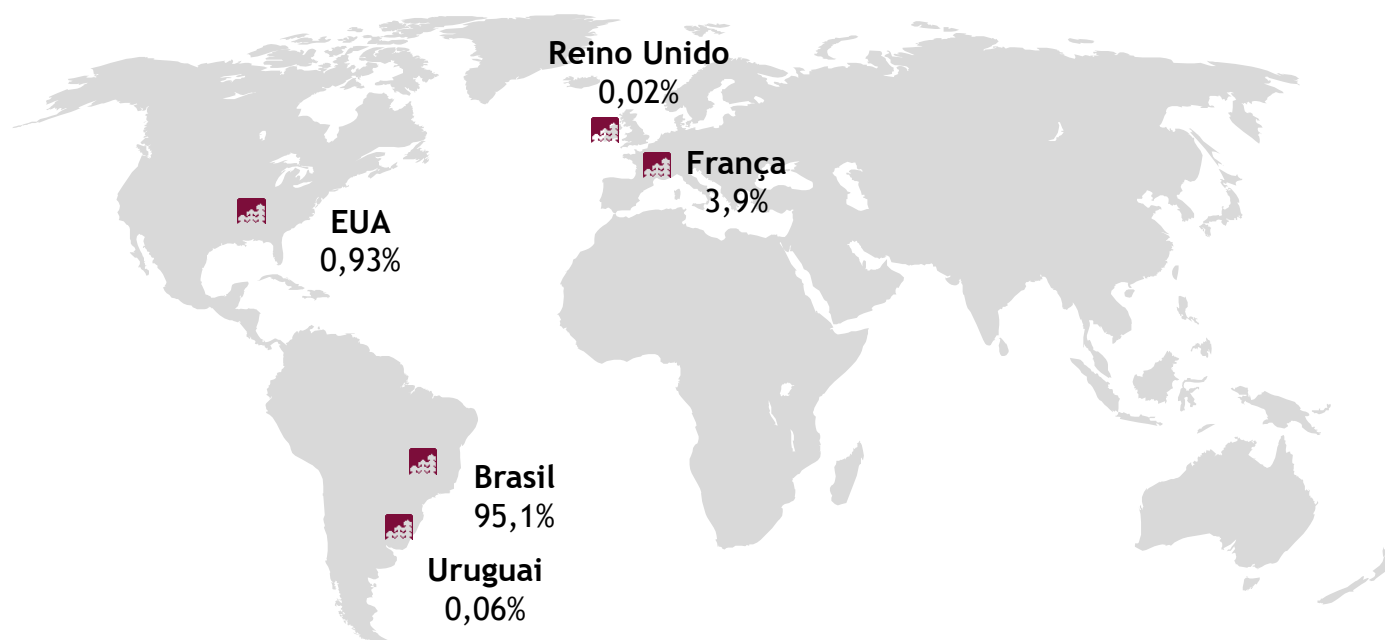 Reino Unido
0,02%
França
3,9%
EUA
0,93%
Brasil
95,1%
Uruguai
0,06%